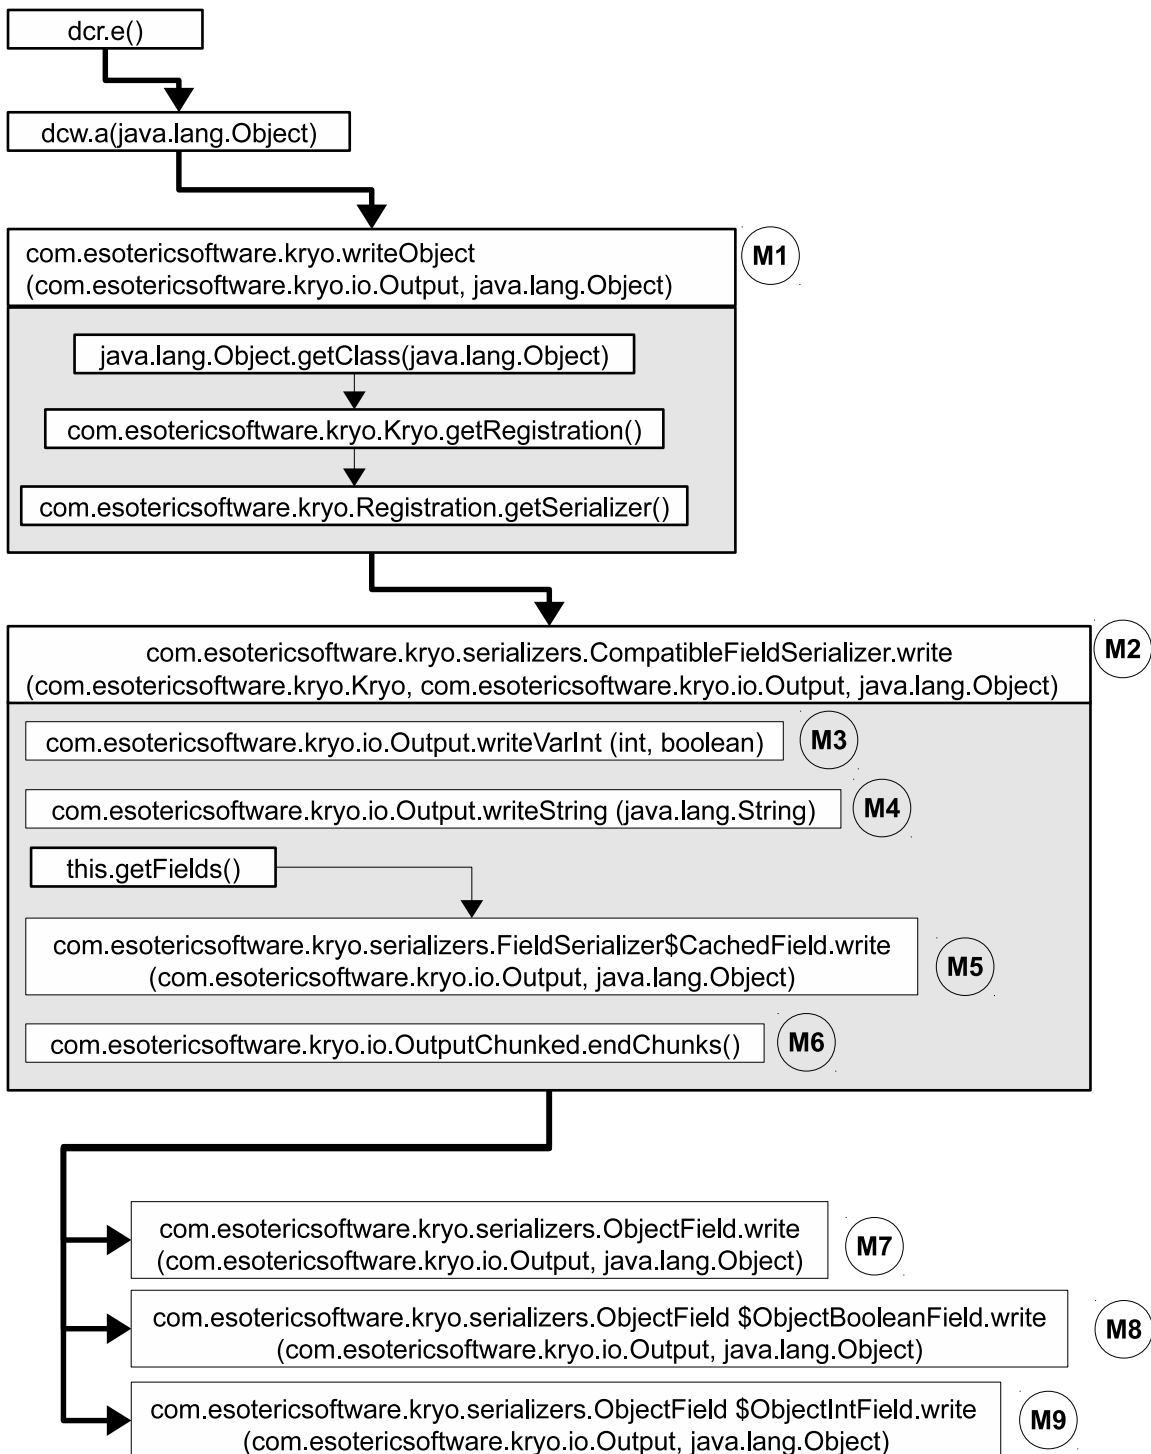 dcr.e()
dcw.a(java.lang.Object)
com.esotericsoftware.kryo.writeObject
(com.esotericsoftware.kryo.io.Output, java.lang.Object)
M1
java.lang.Object.getClass(java.lang.Object)
com.esotericsoftware.kryo.Kryo.getRegistration()
com.esotericsoftware.kryo.Registration.getSerializer()
com.esotericsoftware.kryo.serializers.CompatibleFieldSerializer.write
(com.esotericsoftware.kryo.Kryo, com.esotericsoftware.kryo.io.Output, java.lang.Object)
M2
com.esotericsoftware.kryo.io.Output.writeVarInt (int, boolean)
M3
com.esotericsoftware.kryo.io.Output.writeString (java.lang.String)
M4
this.getFields()
com.esotericsoftware.kryo.serializers.FieldSerializer$CachedField.write
(com.esotericsoftware.kryo.io.Output, java.lang.Object)
M5
com.esotericsoftware.kryo.io.OutputChunked.endChunks()
M6
com.esotericsoftware.kryo.serializers.ObjectField.write
(com.esotericsoftware.kryo.io.Output, java.lang.Object)
M7
com.esotericsoftware.kryo.serializers.ObjectField $ObjectBooleanField.write
(com.esotericsoftware.kryo.io.Output, java.lang.Object)
M8
com.esotericsoftware.kryo.serializers.ObjectField $ObjectIntField.write
(com.esotericsoftware.kryo.io.Output, java.lang.Object)
M9